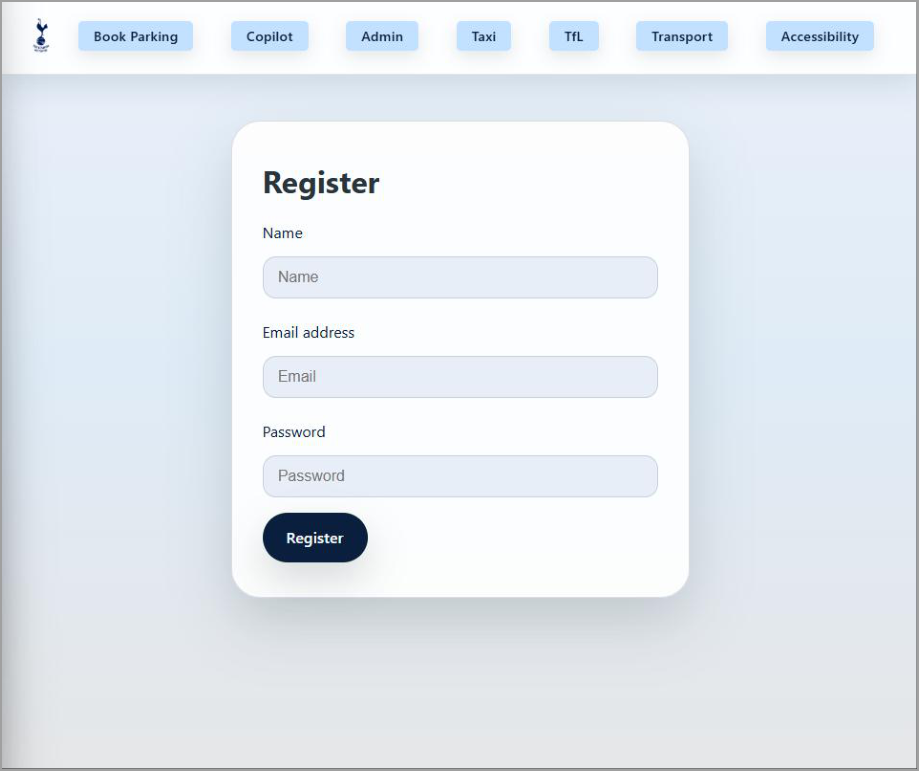 Book Parking Copilot Admin Taxi TfL Transport Accessibility
Register
Name
Name
Email address
Email
Password
Password
Register